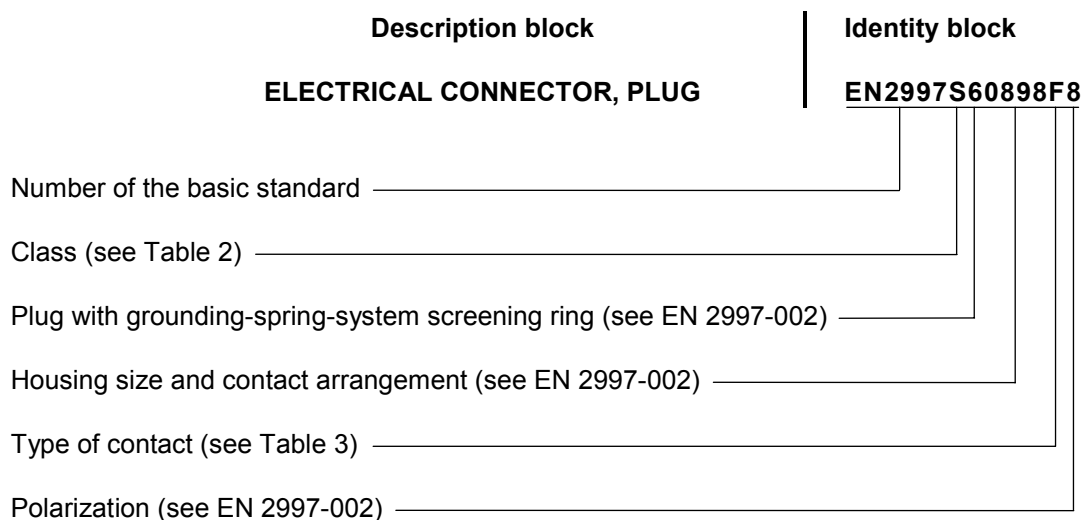 Description block Identity block
ELECTRICAL CONNECTOR, PLUG EN2997S60898F8
Number of the basic standard
Class (see Table 2)
Plug with grounding-spring-system screening ring (see EN 2997-002)
Housing size and contact arrangement (see EN 2997-002)
Type of contact (see Table 3)
Polarization (see EN 2997-002)